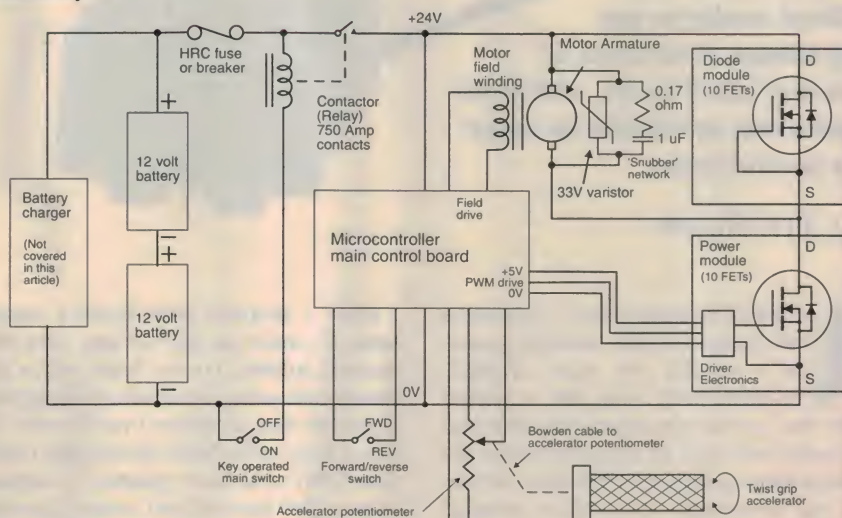 +24V
HRC fuse
or breaker
Contactor
(Relay)
750 Amp
contacts
Motor
field
winding
Motor Armature
0.17
ohm
1 uF
'Snubber'
network
33V varistor
Diode
module
(10 FETs)
D
S
+
12 volt
battery
–
+
12 volt
battery
–
Battery
charger
(Not
covered
in this
article)
Field
drive
Microcontroller
main control board
+5V
PWM drive
0V
Power
module
(10 FETs)
D
Driver
Electronics
S
0V
OFF
ON
Key operated
main switch
FWD
REV
Forward/reverse
switch
Bowden cable to
accelerator potentiometer
Accelerator potentiometer
Twist grip
accelerator